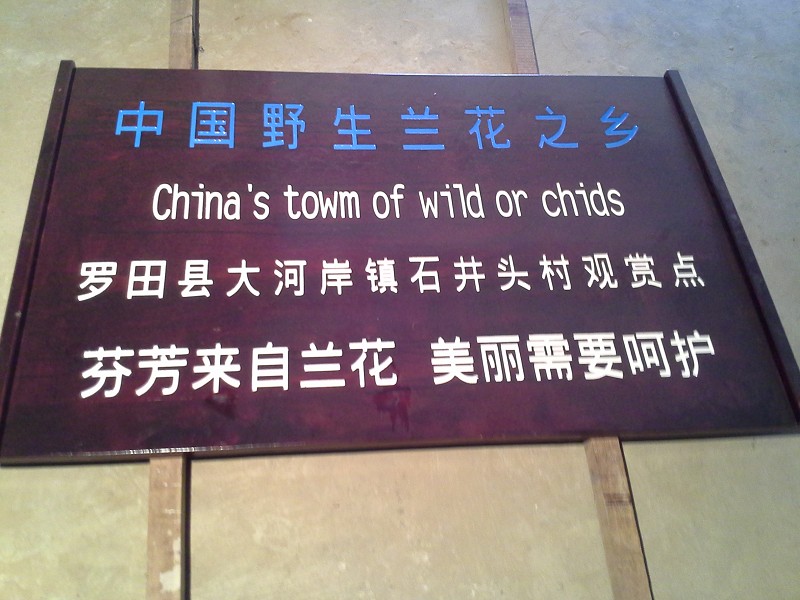 中国野生兰花之乡
China's towm of wild or chids
罗田县大河岸镇石井头村观赏点
芬芳来自兰花 美丽需要呵护